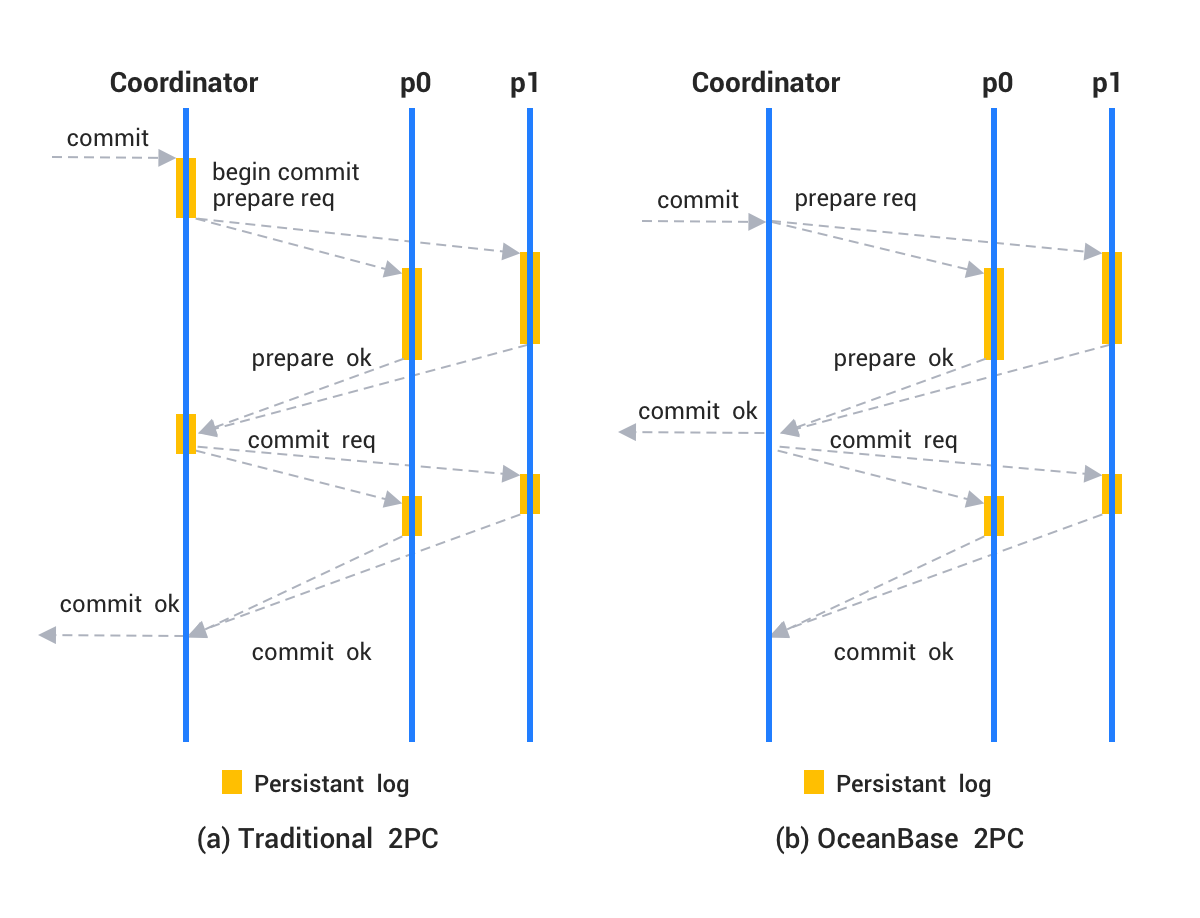 Coordinator
p0
p1
commit
begin commit
prepare req
prepare ok
commit req
commit ok
commit ok
Persistant log
(a) Traditional 2PC
Coordinator
p0
p1
commit
prepare req
prepare ok
commit ok
commit req
commit ok
Persistant log
(b) OceanBase 2PC